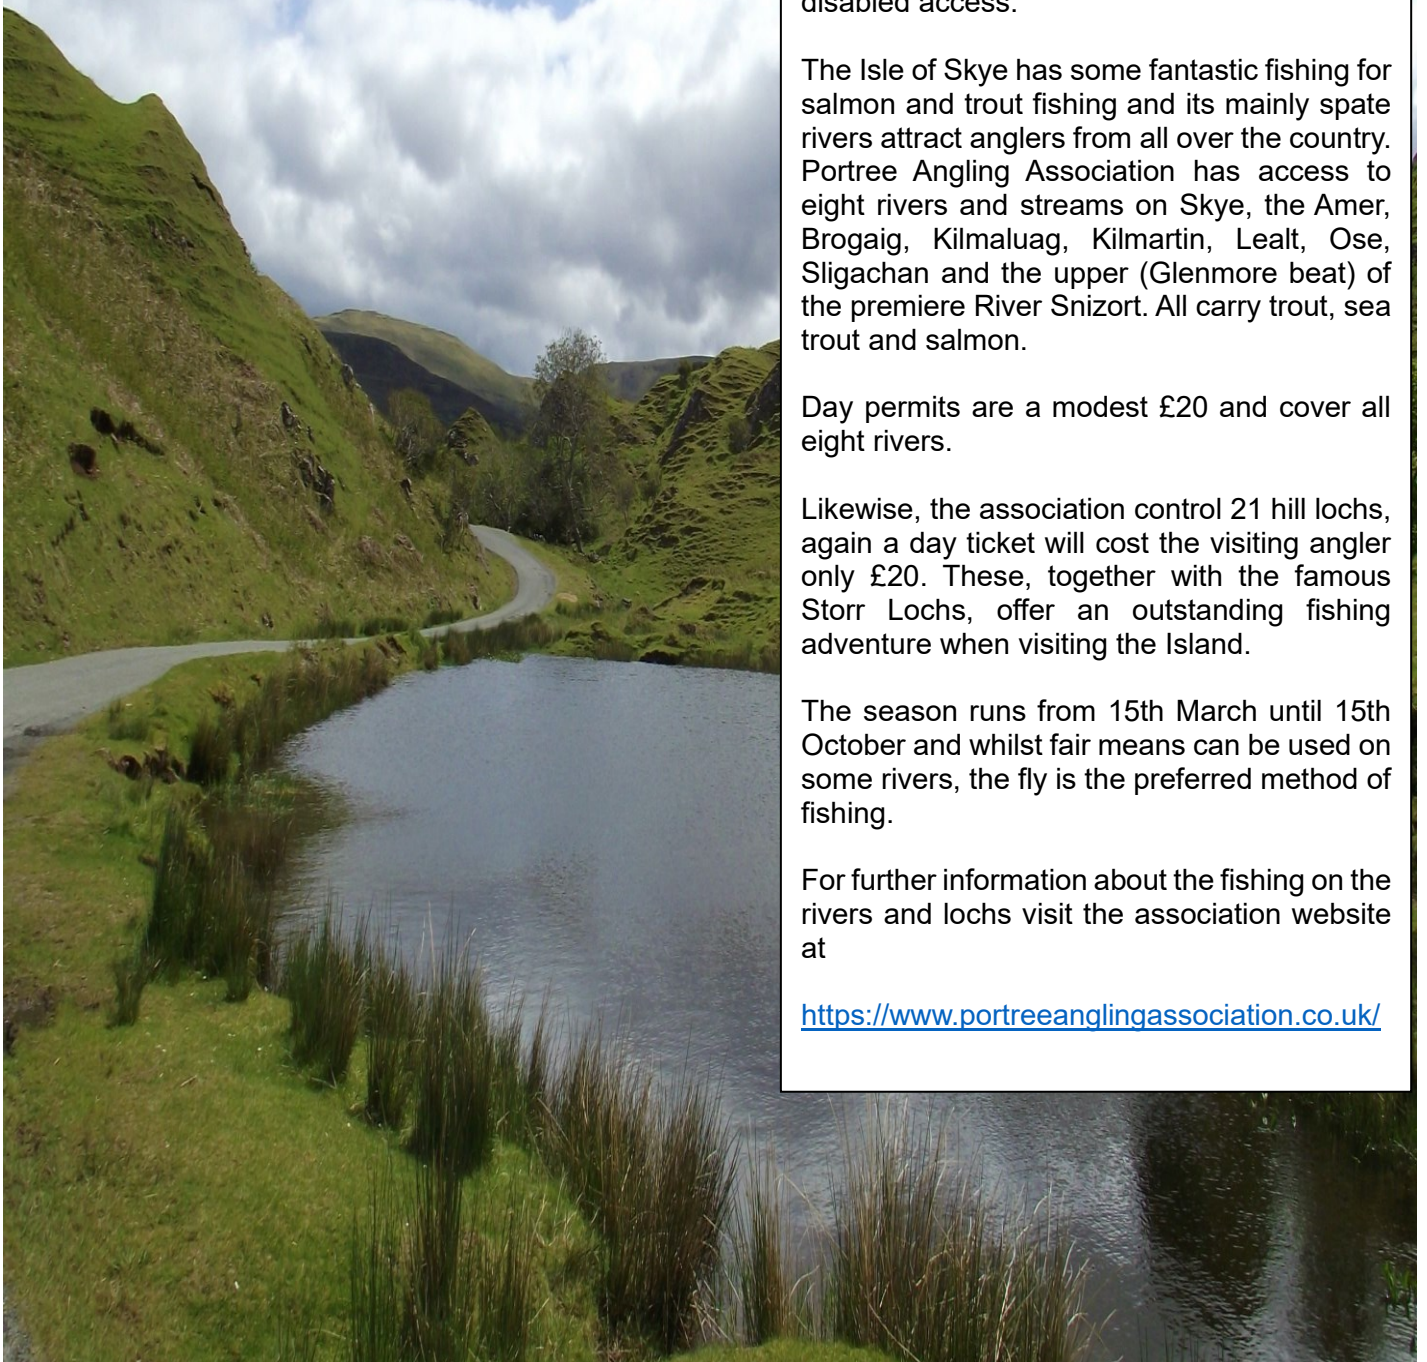 disabled access.
The Isle of Skye has some fantastic fishing for
salmon and trout fishing and its mainly spate
rivers attract anglers from all over the country.
Portree Angling Association has access to
eight rivers and streams on Skye, the Amer,
Brogaig, Kilmaluag, Kilmartin, Lealt, Ose,
Sligachan and the upper (Glenmore beat) of
the premiere River Snizort. All carry trout, sea
trout and salmon.
Day permits are a modest £20 and cover all
eight rivers.
Likewise, the association control 21 hill lochs,
again a day ticket will cost the visiting angler
only £20. These, together with the famous
Storr Lochs, offer an outstanding fishing
adventure when visiting the Island.
The season runs from 15th March until 15th
October and whilst fair means can be used on
some rivers, the fly is the preferred method of
fishing.
For further information about the fishing on the
rivers and lochs visit the association website
at
https://www.portreeanglingassociation.co.uk/